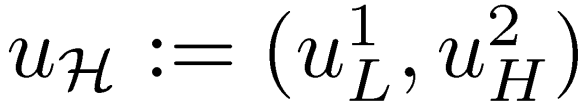 $u_{\mathcal{H}} := (u_L^1, u_H^2)$